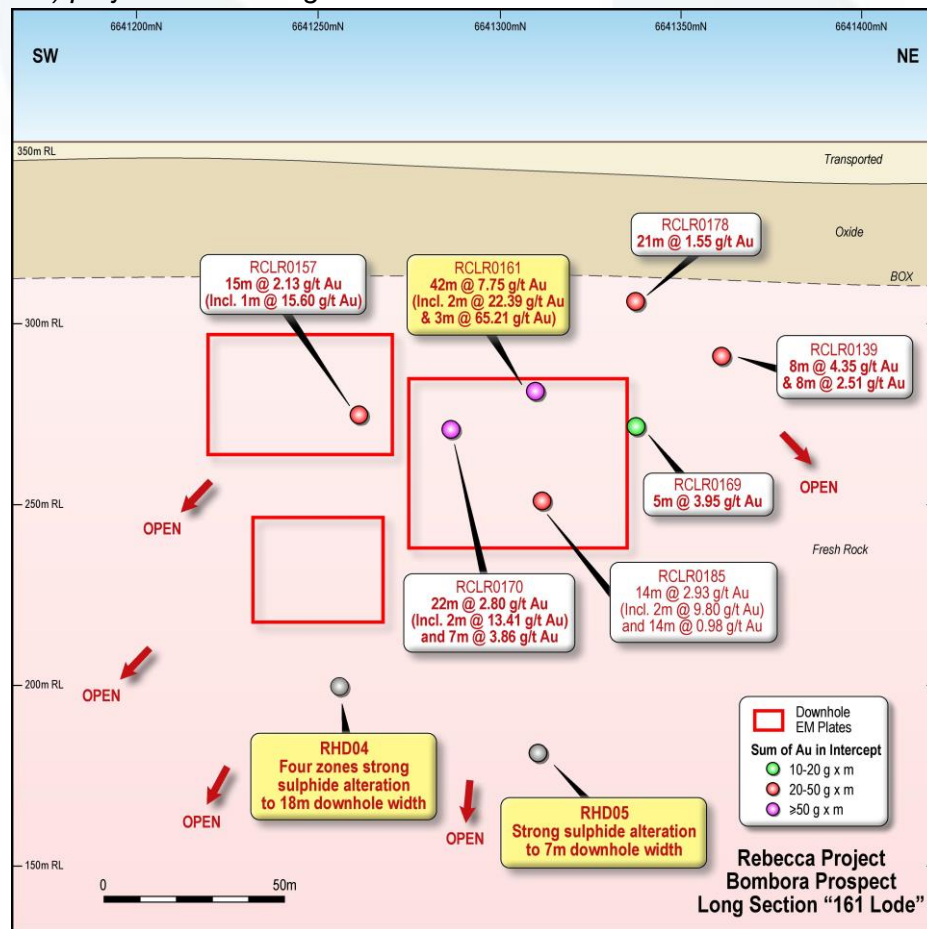 6641200mN
6641250mN
6641310mN
6641350mN
6641400mN
SW
NE
350m RL
Transported
Oxide
BOX
RCLR0178
21m @ 1.55 g/t Au
RCLR0157
15m @ 2.13 g/t Au
(Incl. 1m @ 15.60 g/t Au)
RCLR0161
42m @ 7.75 g/t Au
(Incl. 2m @ 22.39 g/t Au
& 3m @ 65.21 g/t Au)
300m RL
RCLR0139
8m @ 4.35 g/t Au
& 8m @ 2.51 g/t Au
OPEN
RCLR0169
5m @ 3.95 g/t Au
250m RL
OPEN
Fresh Rock
RCLR0170
22m @ 2.80 g/t Au
(Incl. 2m @ 13.41 g/t Au)
and 7m @ 3.86 g/t Au
RCLR0185
14m @ 2.93 g/t Au
(Incl. 2m @ 9.80 g/t Au)
and 14m @ 0.98 g/t Au
200m RL
OPEN
RHD04
Four zones strong
sulphide alteration
to 18m downhole width
OPEN
OPEN
RHD05
Strong sulphide alteration
to 7m downhole width
Downhole
EM Plates
Sum of Au in Intercept
10-20 g x m
20-50 g x m
≥50 g x m
150m RL
0
50m
Rebecca Project
Bombora Prospect
Long Section "161 Lode"